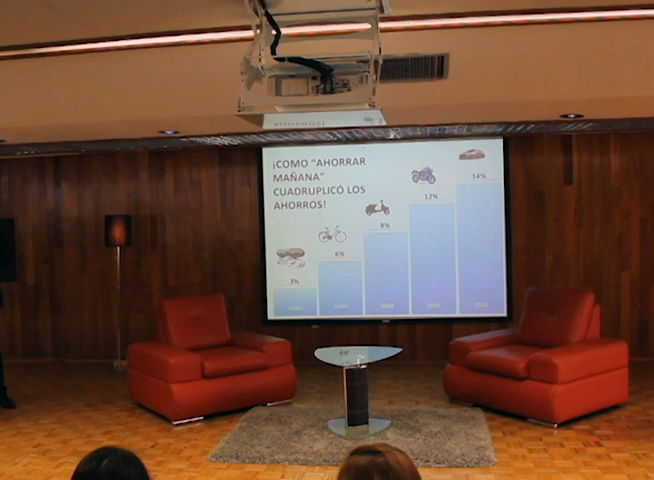 ¡COMO "AHORRAR
MAÑANA"
CUADRUPLICÓ LOS
AHORROS!
14%
12%
9%
6%
3%